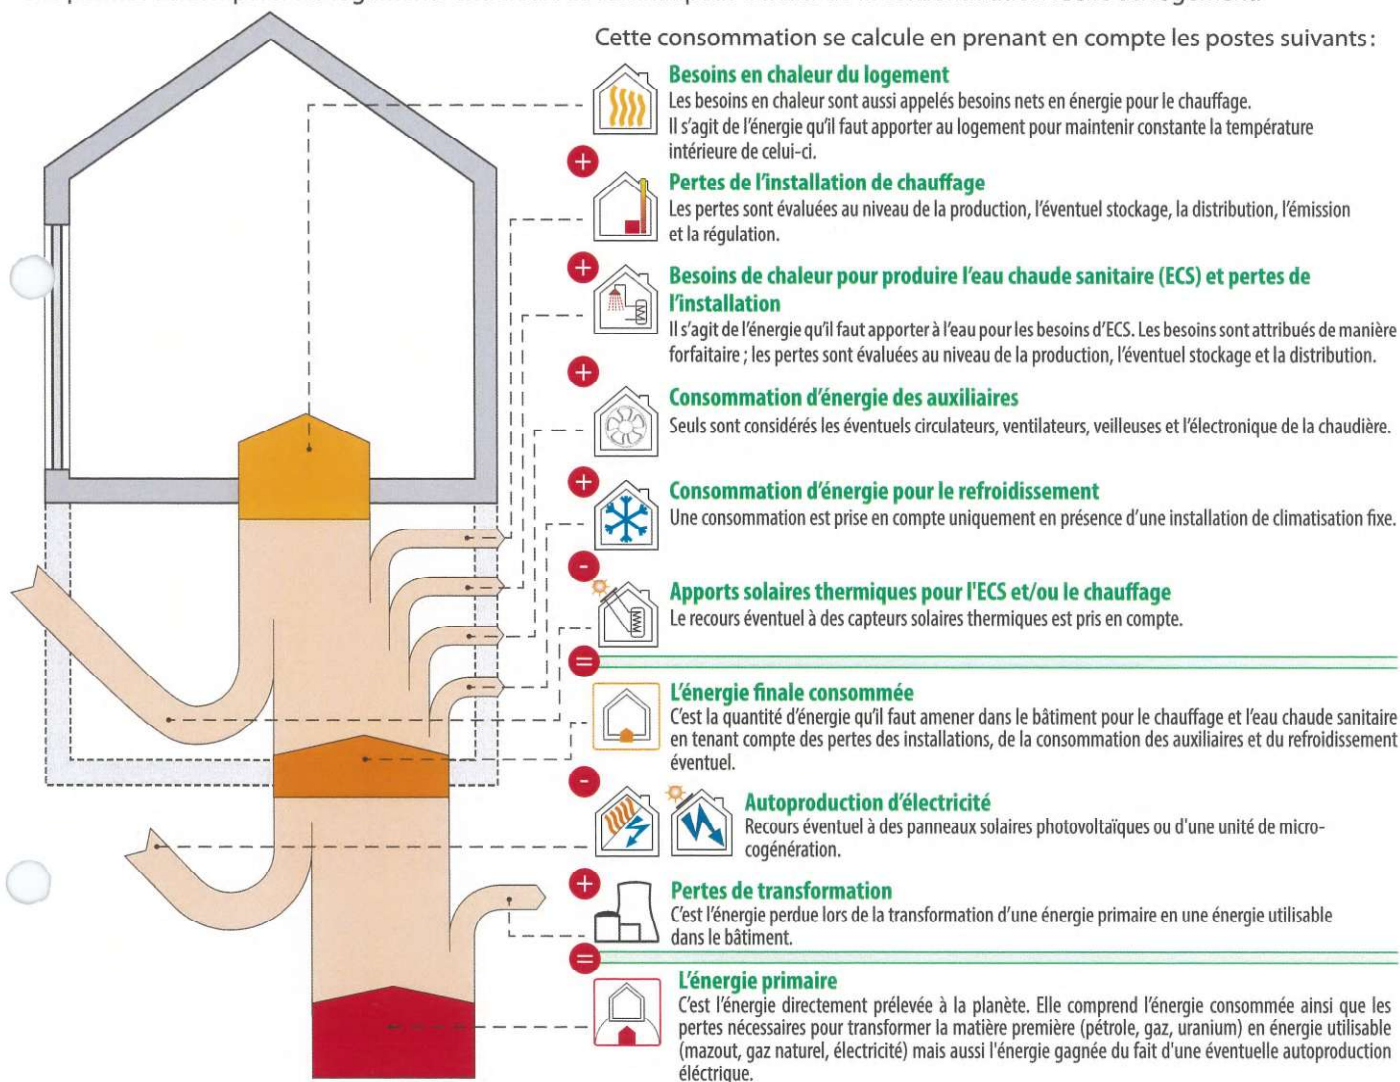 Cette consommation se calcule en prenant en compte les postes suivants :
Besoins en chaleur du logement
Les besoins en chaleur sont aussi appelés besoins nets en énergie pour le chauffage.
Il s'agit de l'énergie qu'il faut apporter au logement pour maintenir constante la température
intérieure de celui-ci.
+
Pertes de l'installation de chauffage
Les pertes sont évaluées au niveau de la production, l'éventuel stockage, la distribution, l'émission
et la régulation.
+
Besoins de chaleur pour produire l'eau chaude sanitaire (ECS) et pertes de
l'installation
Il s'agit de l'énergie qu'il faut apporter à l'eau pour les besoins d'ECS. Les besoins sont attribués de manière
forfaitaire ; les pertes sont évaluées au niveau de la production, l'éventuel stockage et la distribution.
+
Consommation d'énergie des auxiliaires
Seuls sont considérés les éventuels circulateurs, ventilateurs, veilleuses et l'électronique de la chaudière.
+
Consommation d'énergie pour le refroidissement
Une consommation est prise en compte uniquement en présence d'une installation de climatisation fixe.
-
Apports solaires thermiques pour l'ECS et/ou le chauffage
Le recours éventuel à des capteurs solaires thermiques est pris en compte.
=
L'énergie finale consommée
C'est la quantité d'énergie qu'il faut amener dans le bâtiment pour le chauffage et l'eau chaude sanitaire
en tenant compte des pertes des installations, de la consommation des auxiliaires et du refroidissement
éventuel.
-
Autoproduction d'électricité
Recours éventuel à des panneaux solaires photovoltaïques ou d'une unité de micro-
cogénération.
+
Pertes de transformation
C'est l'énergie perdue lors de la transformation d'une énergie primaire en une énergie utilisable
dans le bâtiment.
=
L'énergie primaire
C'est l'énergie directement prélevée à la planète. Elle comprend l'énergie consommée ainsi que les
pertes nécessaires pour transformer la matière première (pétrole, gaz, uranium) en énergie utilisable
(mazout, gaz naturel, électricité) mais aussi l'énergie gagnée du fait d'une éventuelle autoproduction
éléctrique.